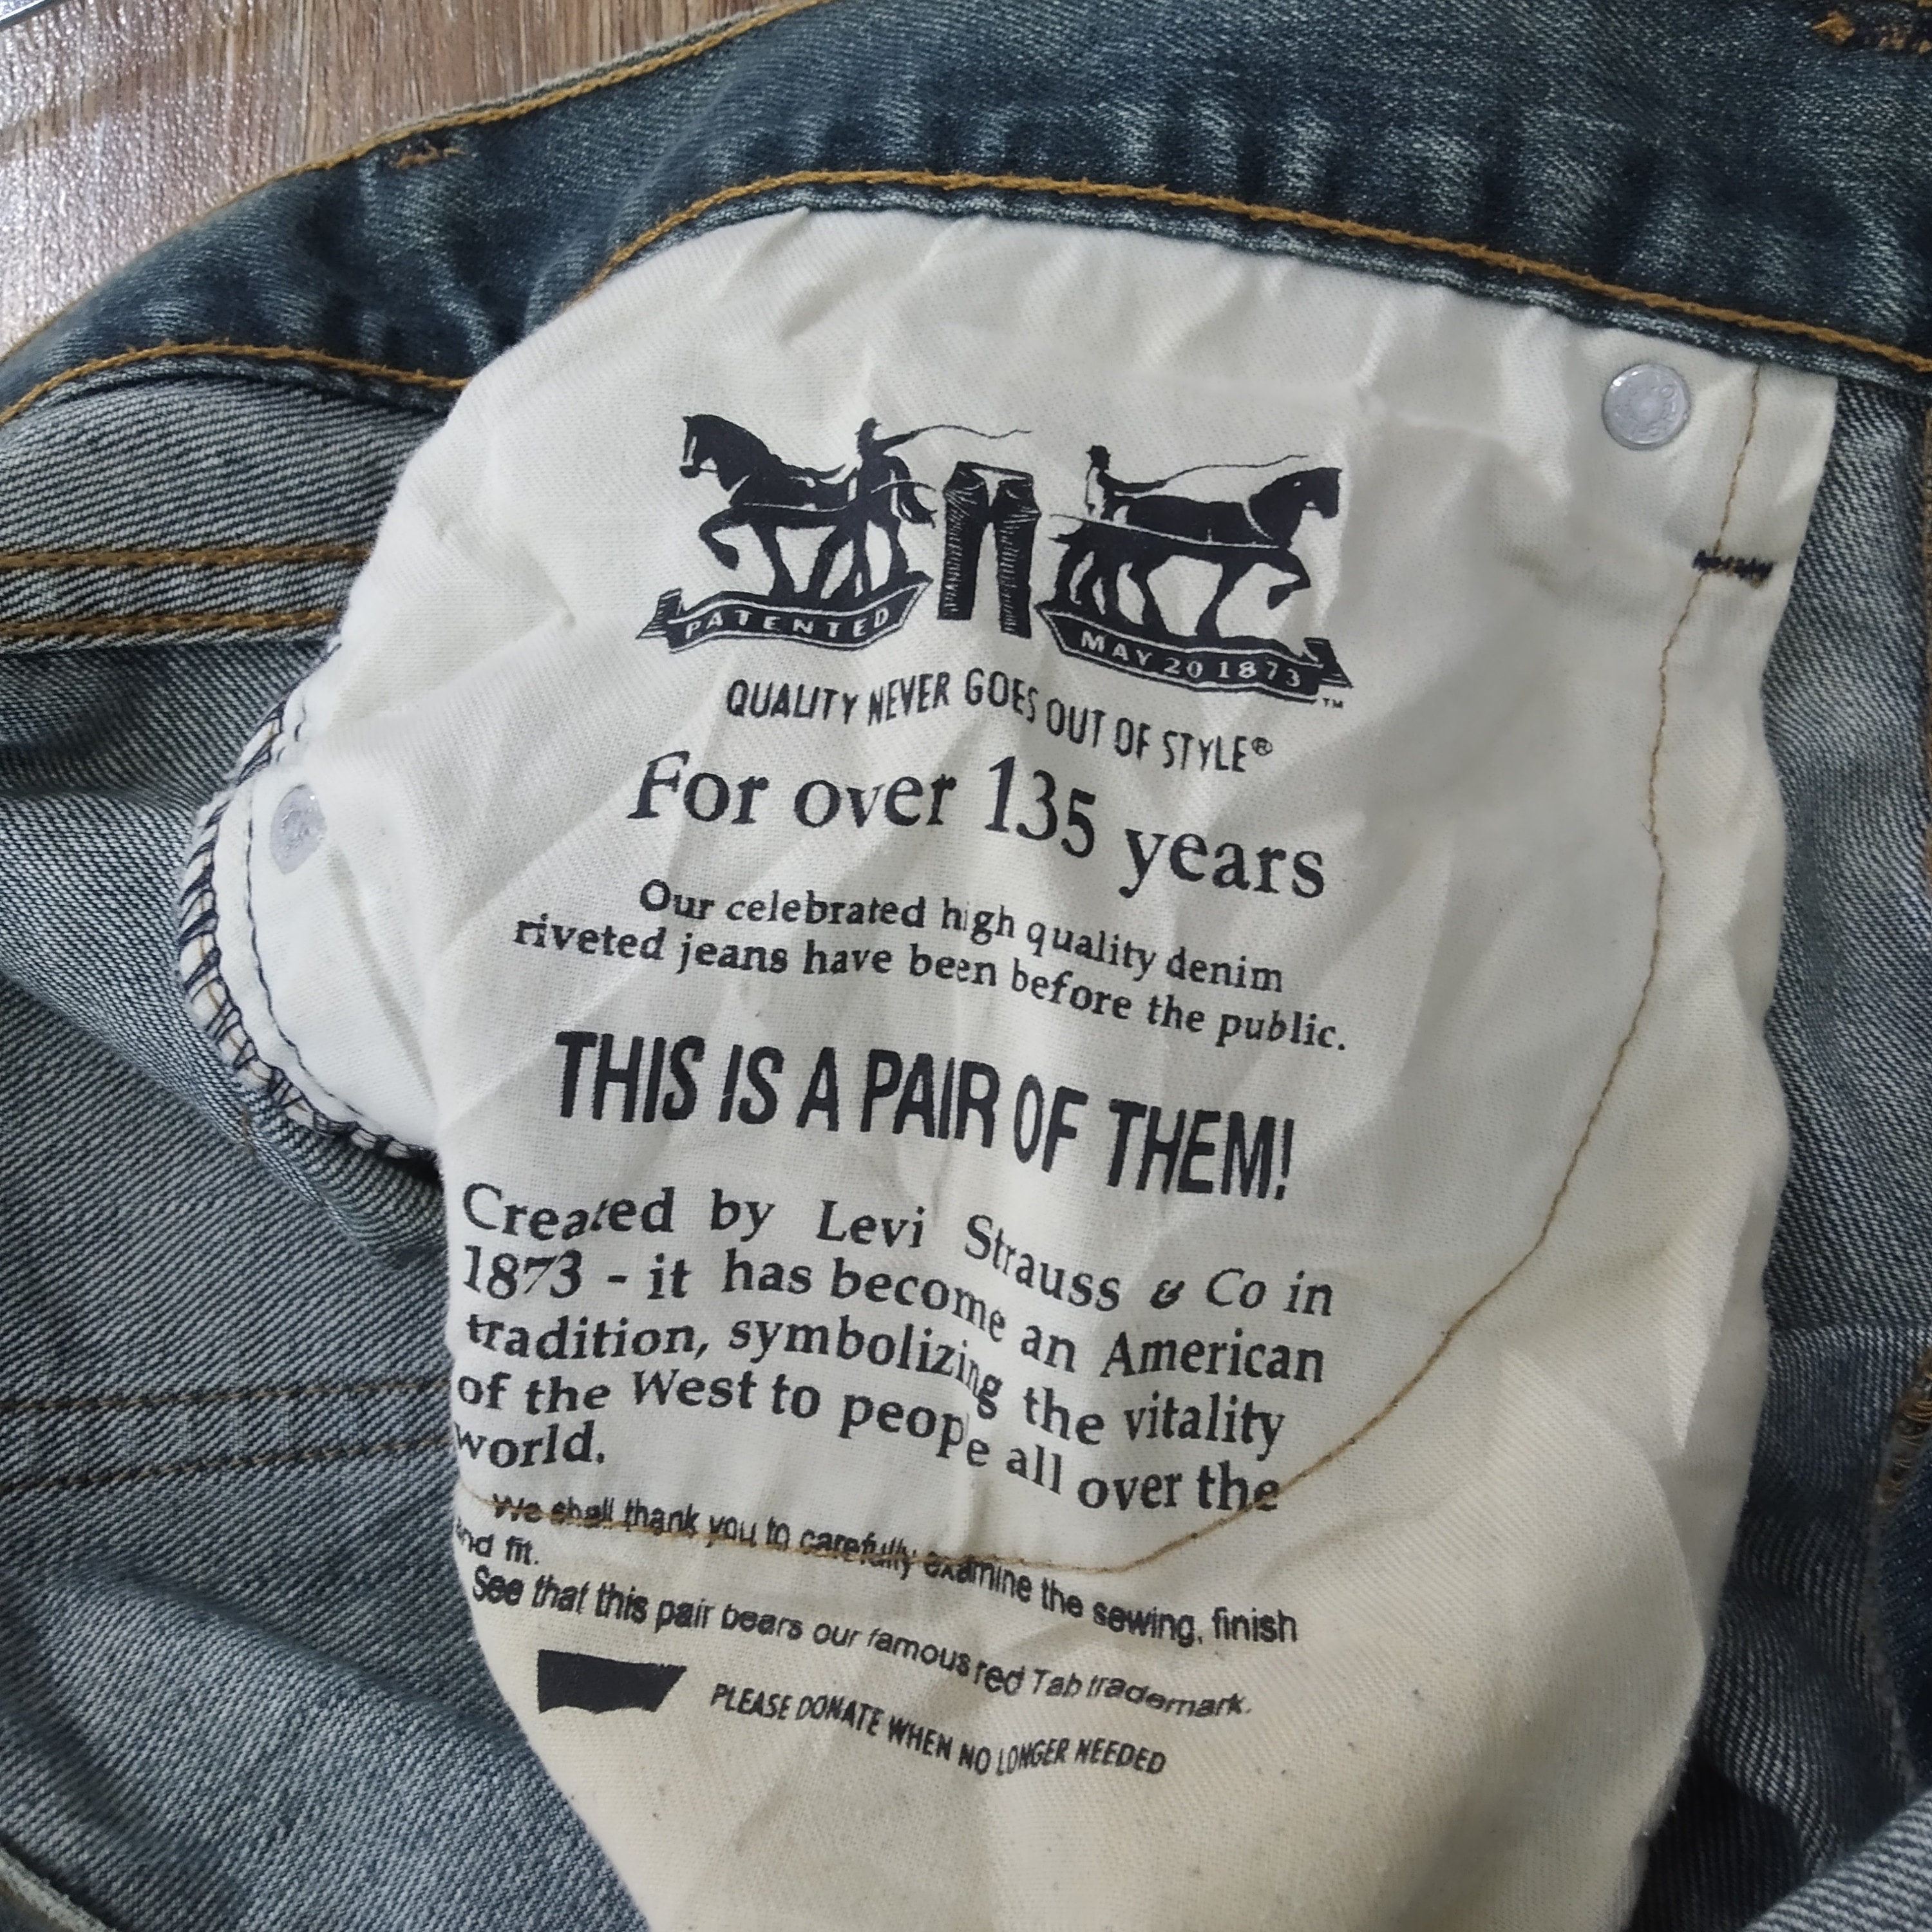 PATENTED
MAY 20 1873 ™
QUALITY NEVER GOES OUT OF STYLE®
For over 135 years
Our celebrated high quality denim
riveted jeans have been before the public.
THIS IS A PAIR OF THEM!
Created by Levi Strauss & Co in
1873 - it has become an American
tradition, symbolizing the vitality
of the West to people all over the
world.
We shall thank you to carefully examine the sewing, finish
and fit.
See that this pair bears our famous red Tab trademark.
PLEASE DONATE WHEN NO LONGER NEEDED